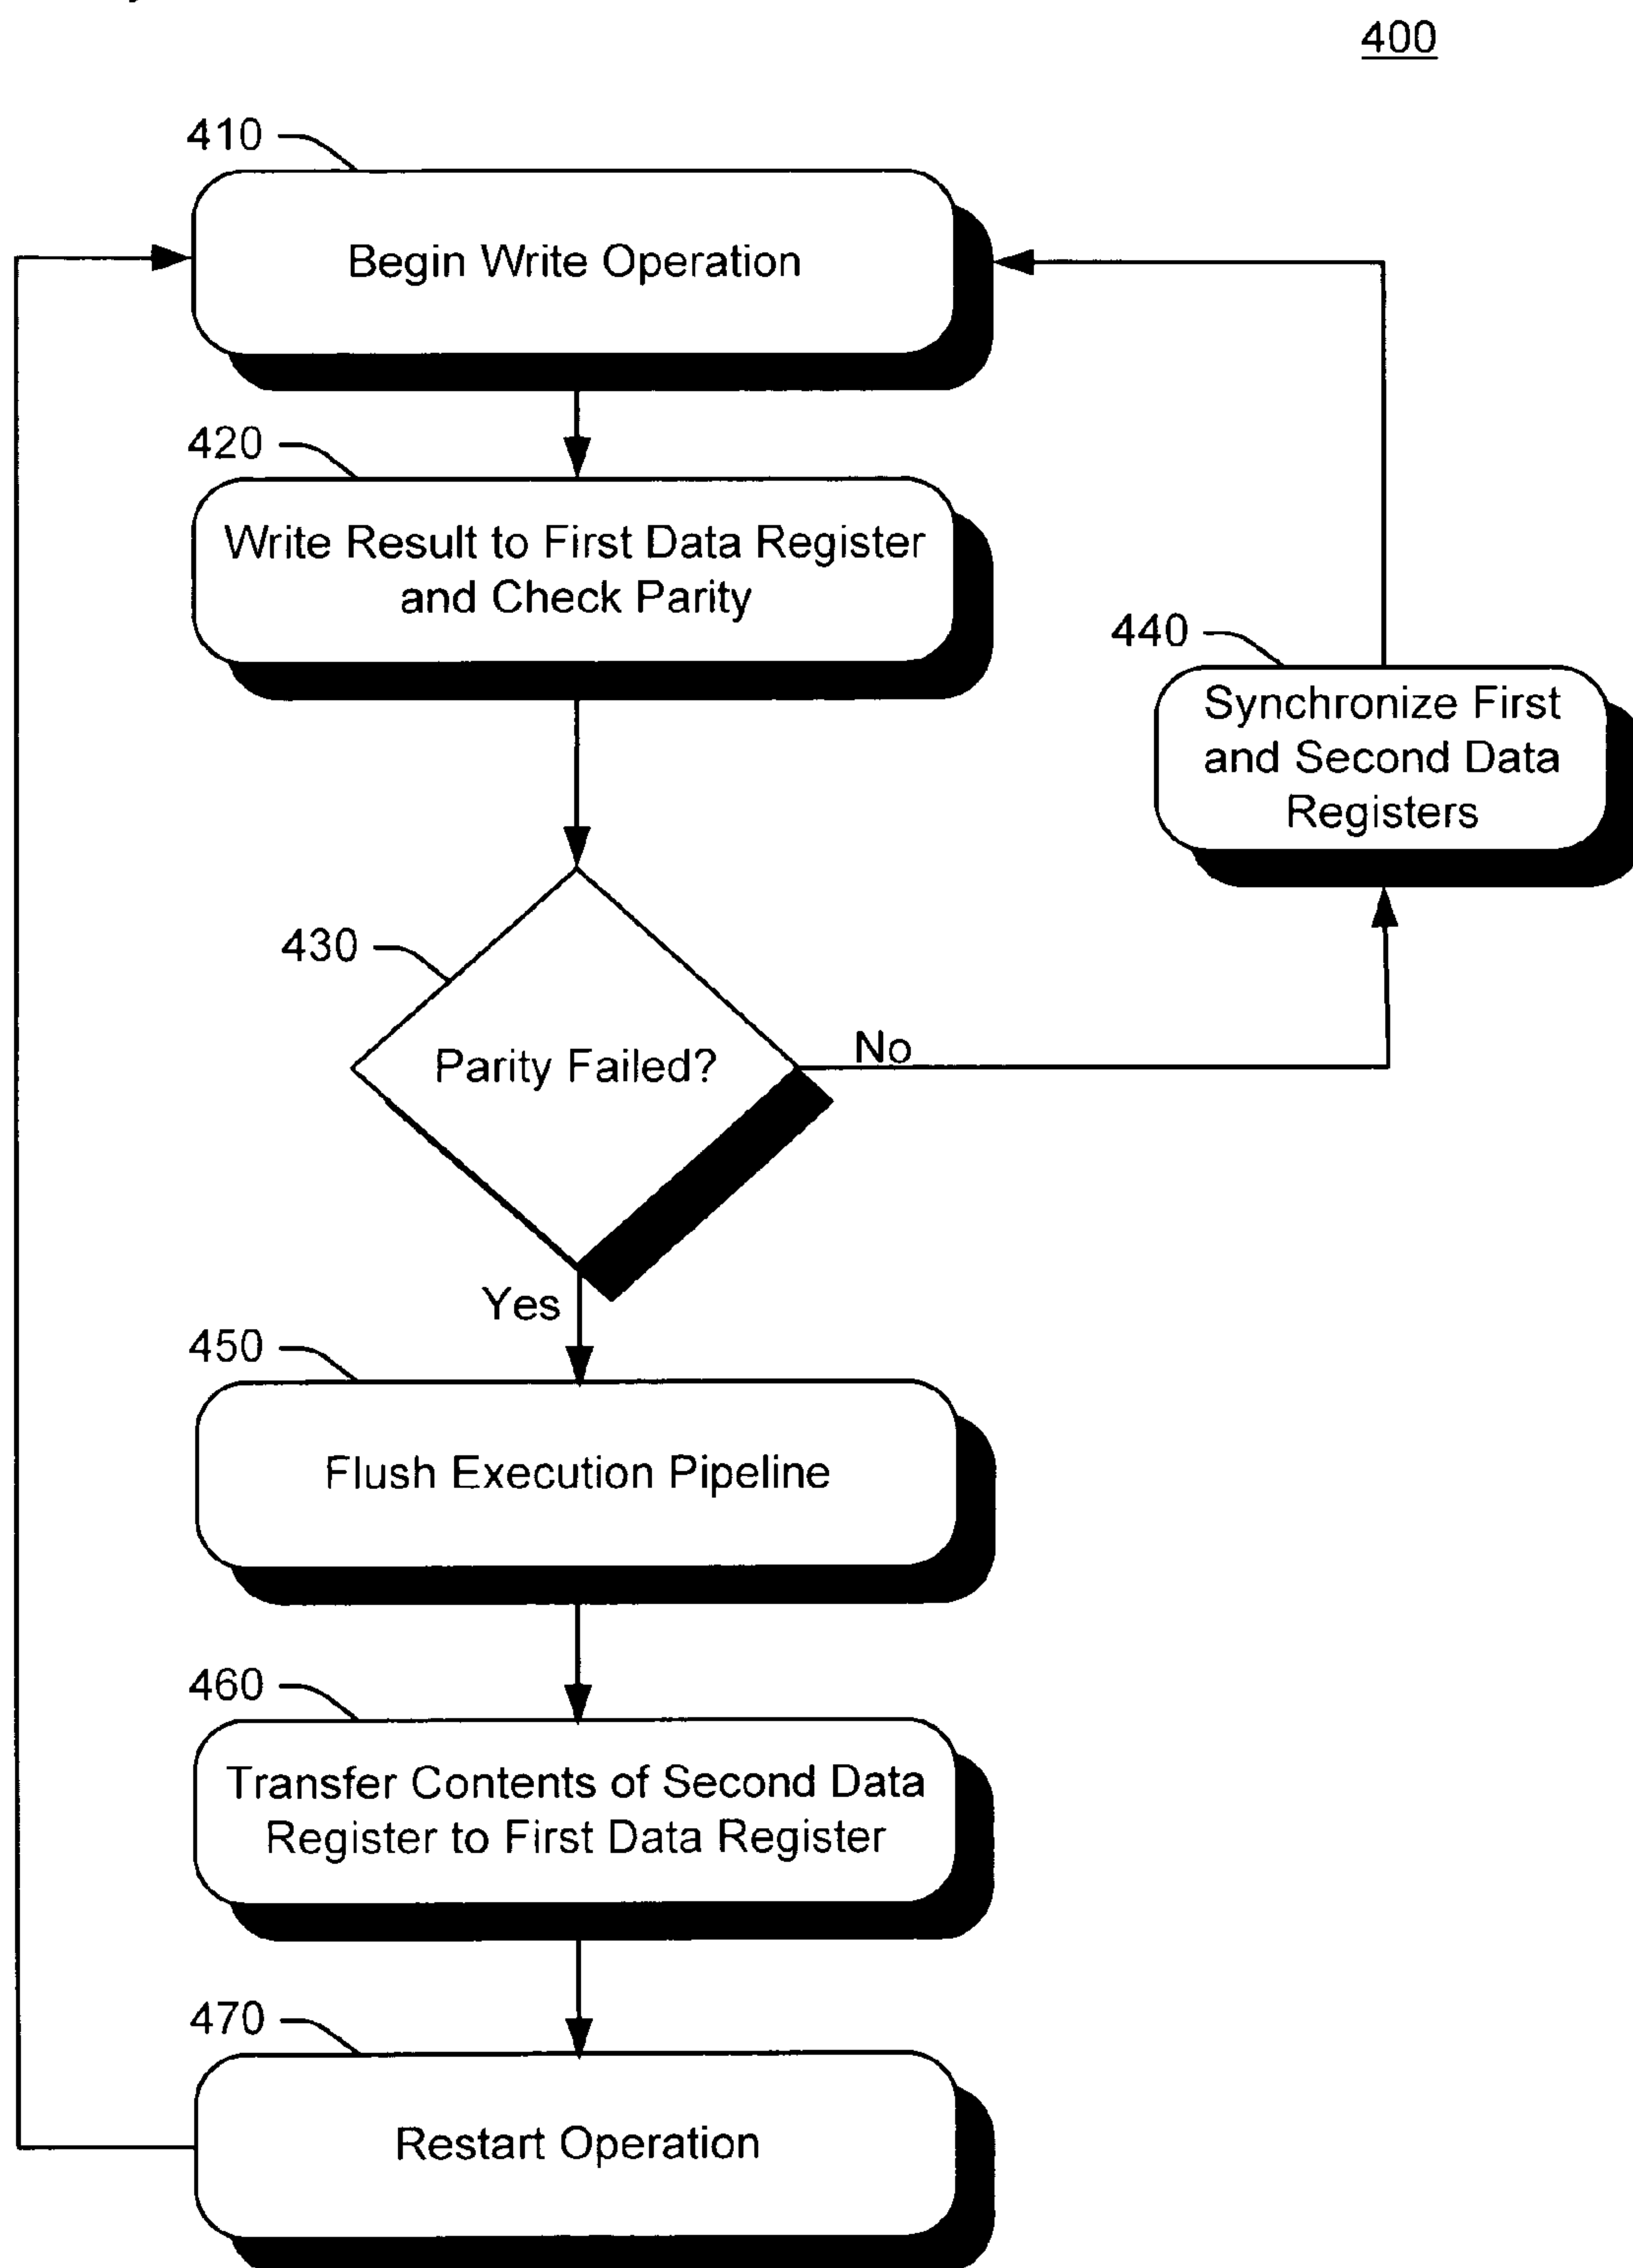 400
410
Begin Write Operation
420
Write Result to First Data Register
and Check Parity
440
Synchronize First
and Second Data
Registers
430
Parity Failed?
No
Yes
450
Flush Execution Pipeline
460
Transfer Contents of Second Data
Register to First Data Register
470
Restart Operation